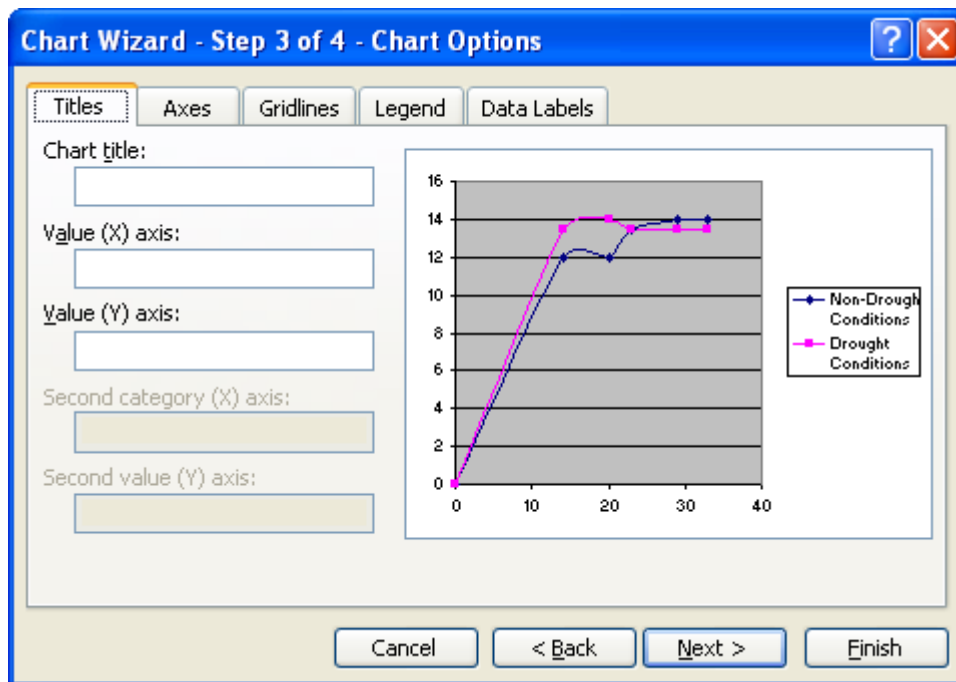 Chart Wizard - Step 3 of 4 - Chart Options
Titles
Axes
Gridlines
Legend
Data Labels
Chart title:
Value (X) axis:
Value (Y) axis:
Second category (X) axis:
Second value (Y) axis:
16
14
12
10
8
6
4
2
0
0 10 20 30 40
Non-Drough
Conditions
Drought
Conditions
Cancel
< Back
Next >
Finish